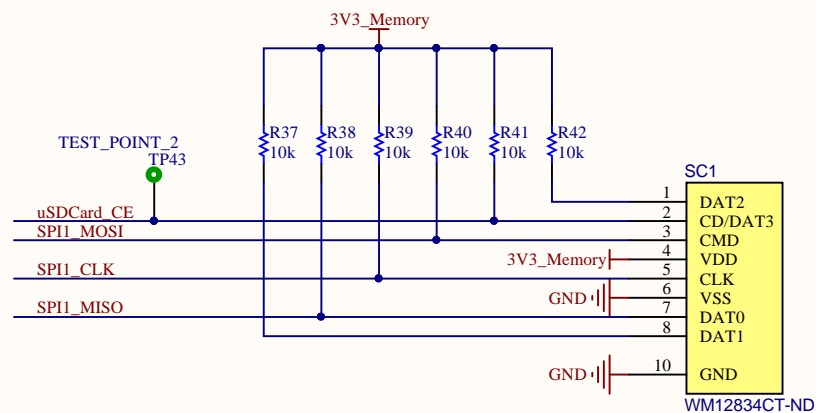 3V3_Memory
R37 R38 R39 R40 R41 R42
10k 10k 10k 10k 10k 10k
TEST_POINT_2
TP43
SC1
uSDCard_CE
SPI1_MOSI
SPI1_CLK
SPI1_MISO
3V3_Memory
GND
GND
1 DAT2
2 CD/DAT3
3 CMD
4 VDD
5 CLK
6 VSS
7 DAT0
8 DAT1
10 GND
WM12834CT-ND